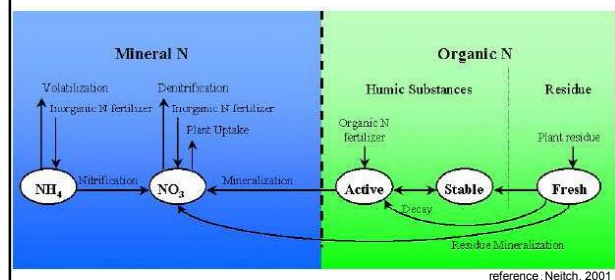 Mineral N
Organic N
Volatilization
Denitrification
Humic Substances
Residue
Inorganic N fertilizer
Inorganic N fertilizer
Plant Uptake
Organic N
fertilizer
Plant residue
NH4
Nitrification
NO3
Mineralization
Active
Stable
Fresh
Decay
Residue Mineralization
reference: Neitch, 2001